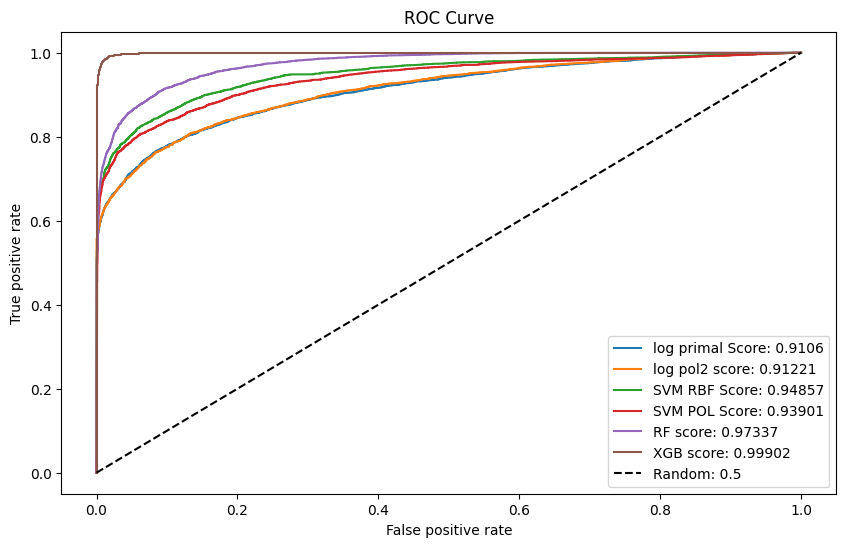 ROC Curve
1.0
0.8
0.6
0.4
0.2
0.0
True positive rate
0.0 0.2 0.4 0.6 0.8 1.0
False positive rate
log primal Score: 0.9106
log pol2 score: 0.91221
SVM RBF Score: 0.94857
SVM POL Score: 0.93901
RF score: 0.97337
XGB score: 0.99902
Random: 0.5